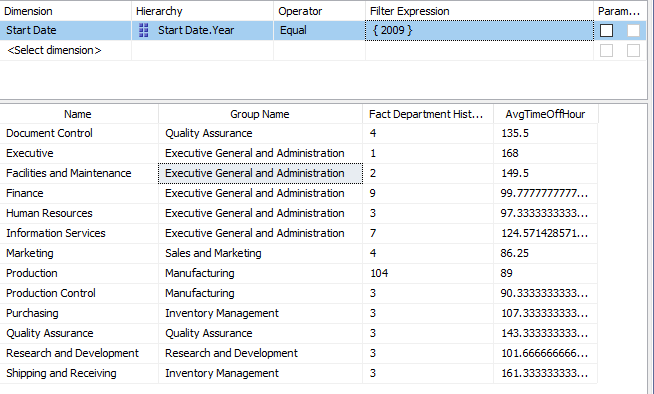 Dimension Hierarchy Operator Filter Expression Param...
Start Date Start Date.Year Equal { 2009 }
<Select dimension>
Name Group Name Fact Department Hist... AvgTimeOffHour
Document Control Quality Assurance 4 135.5
Executive Executive General and Administration 1 168
Facilities and Maintenance Executive General and Administration 2 149.5
Finance Executive General and Administration 9 99.7777777777...
Human Resources Executive General and Administration 3 97.3333333333...
Information Services Executive General and Administration 7 124.571428571...
Marketing Sales and Marketing 4 86.25
Production Manufacturing 104 89
Production Control Manufacturing 3 90.3333333333...
Purchasing Inventory Management 3 107.333333333...
Quality Assurance Quality Assurance 3 143.333333333...
Research and Development Research and Development 3 101.666666666...
Shipping and Receiving Inventory Management 3 161.333333333...